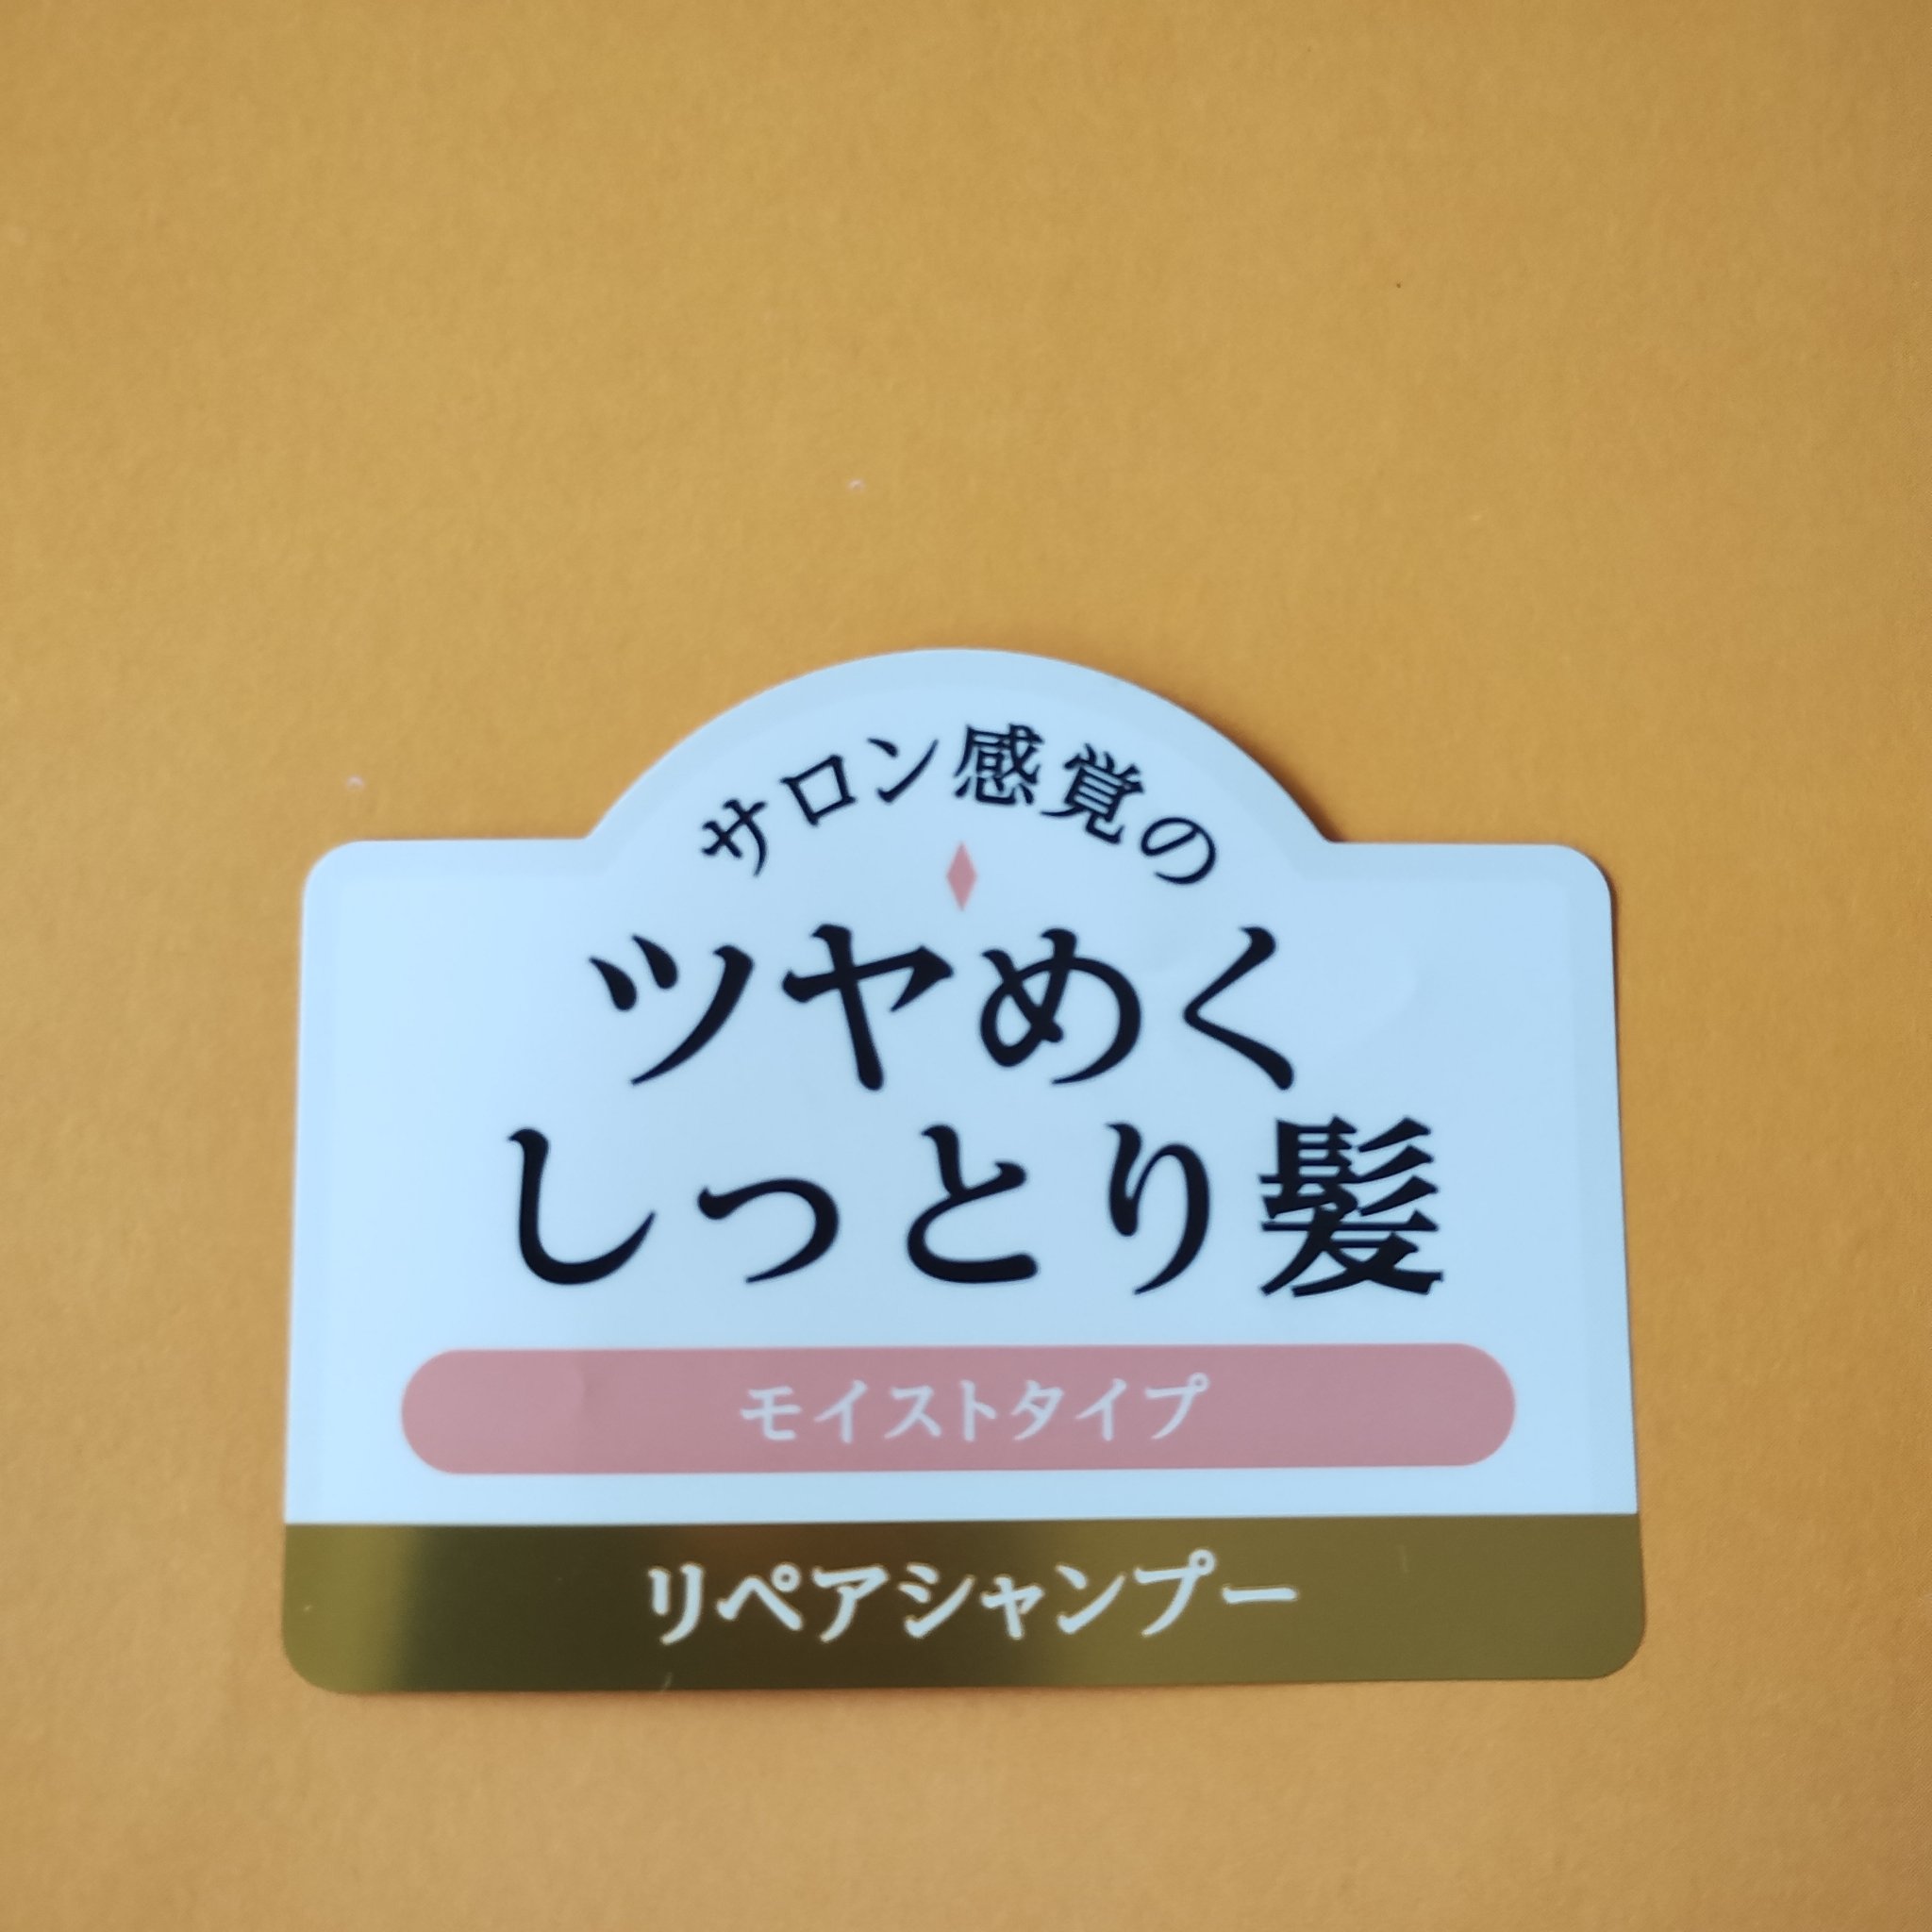 サロン感覚の
ツヤめく
しっとり髪
モイストタイプ
リペアシャンプー